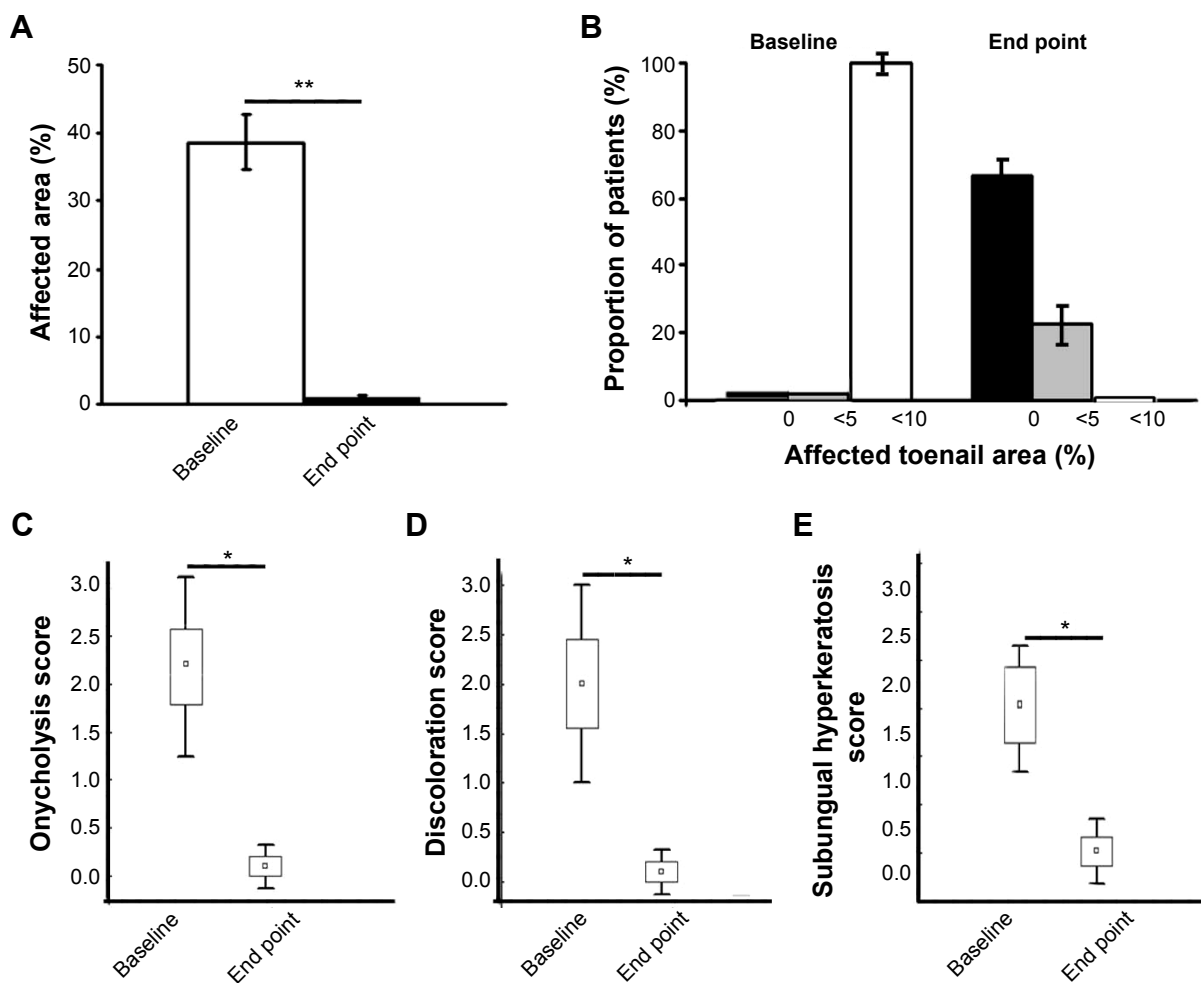 A
Affected area (%)
50
40
30
20
10
0
**
Baseline
End point
B
Baseline
End point
Proportion of patients (%)
100
80
60
40
20
0
0
<5
<10
0
<5
<10
Affected toenail area (%)
C
Onycholysis score
3.0
2.5
2.0
1.5
1.0
0.5
0.0
*
Baseline
End point
D
Discoloration score
3.0
2.5
2.0
1.5
1.0
0.5
0.0
*
Baseline
End point
E
Subungual hyperkeratosis
score
3.0
2.5
2.0
1.5
1.0
0.5
0.0
*
Baseline
End point